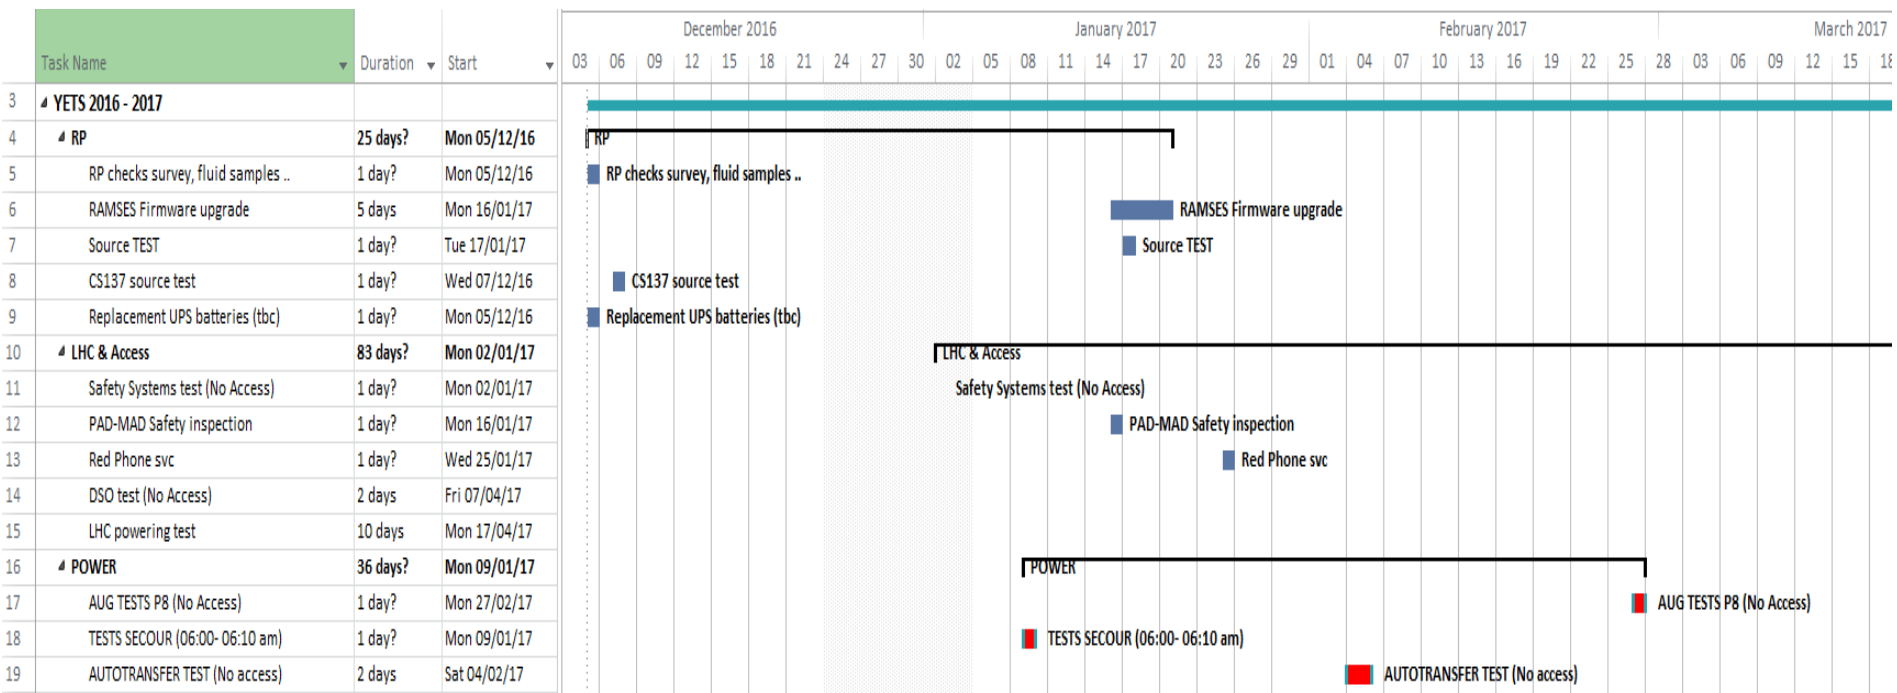 December 2016 January 2017 February 2017 March 2017
Task Name Duration Start 03 06 09 12 15 18 21 24 27 30 02 05 08 11 14 17 20 23 26 29 01 04 07 10 13 16 19 22 25 28 03 06 09 12 15 18
3 YETS 2016 - 2017
4 RP 25 days? Mon 05/12/16 RP
5 RP checks survey, fluid samples .. 1 day? Mon 05/12/16 RP checks survey, fluid samples ..
6 RAMSES Firmware upgrade 5 days Mon 16/01/17 RAMSES Firmware upgrade
7 Source TEST 1 day? Tue 17/01/17 Source TEST
8 CS137 source test 1 day? Wed 07/12/16 CS137 source test
9 Replacement UPS batteries (tbc) 1 day? Mon 05/12/16 Replacement UPS batteries (tbc)
10 LHC & Access 83 days? Mon 02/01/17 LHC & Access
11 Safety Systems test (No Access) 1 day? Mon 02/01/17 Safety Systems test (No Access)
12 PAD-MAD Safety inspection 1 day? Mon 16/01/17 PAD-MAD Safety inspection
13 Red Phone svc 1 day? Wed 25/01/17 Red Phone svc
14 DSO test (No Access) 2 days Fri 07/04/17
15 LHC powering test 10 days Mon 17/04/17
16 POWER 36 days? Mon 09/01/17 POWER
17 AUG TESTS P8 (No Access) 1 day? Mon 27/02/17 AUG TESTS P8 (No Access)
18 TESTS SECOUR (06:00- 06:10 am) 1 day? Mon 09/01/17 TESTS SECOUR (06:00- 06:10 am)
19 AUTOTRANSFER TEST (No access) 2 days Sat 04/02/17 AUTOTRANSFER TEST (No access)